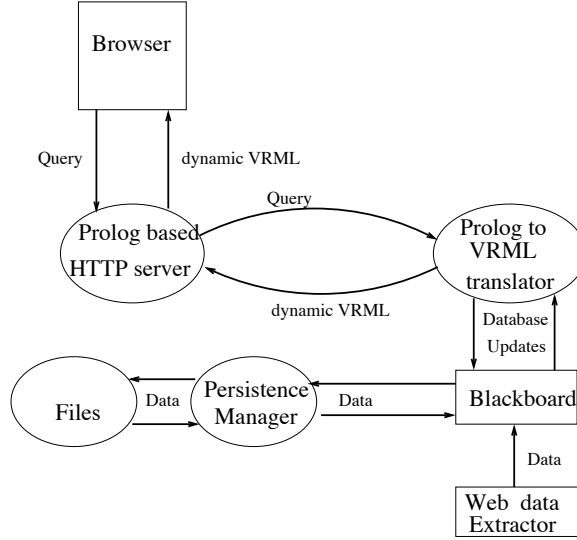 Browser
Query
dynamic VRML
Query
Prolog based
HTTP server
Prolog to
VRML
translator
dynamic VRML
Database
Updates
Files
Data
Persistence
Manager
Data
Blackboard
Data
Web data
Extractor